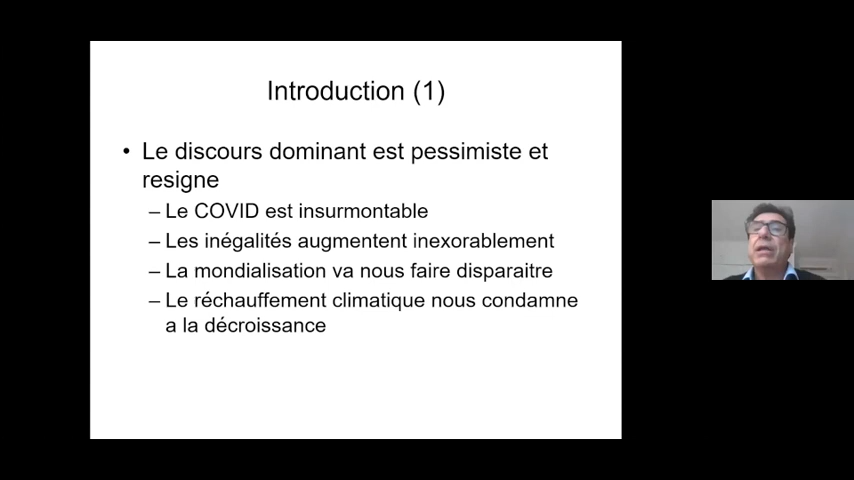 Introduction (1)
• Le discours dominant est pessimiste et
resigne
– Le COVID est insurmontable
– Les inégalités augmentent inexorablement
– La mondialisation va nous faire disparaitre
– Le réchauffement climatique nous condamne
a la décroissance